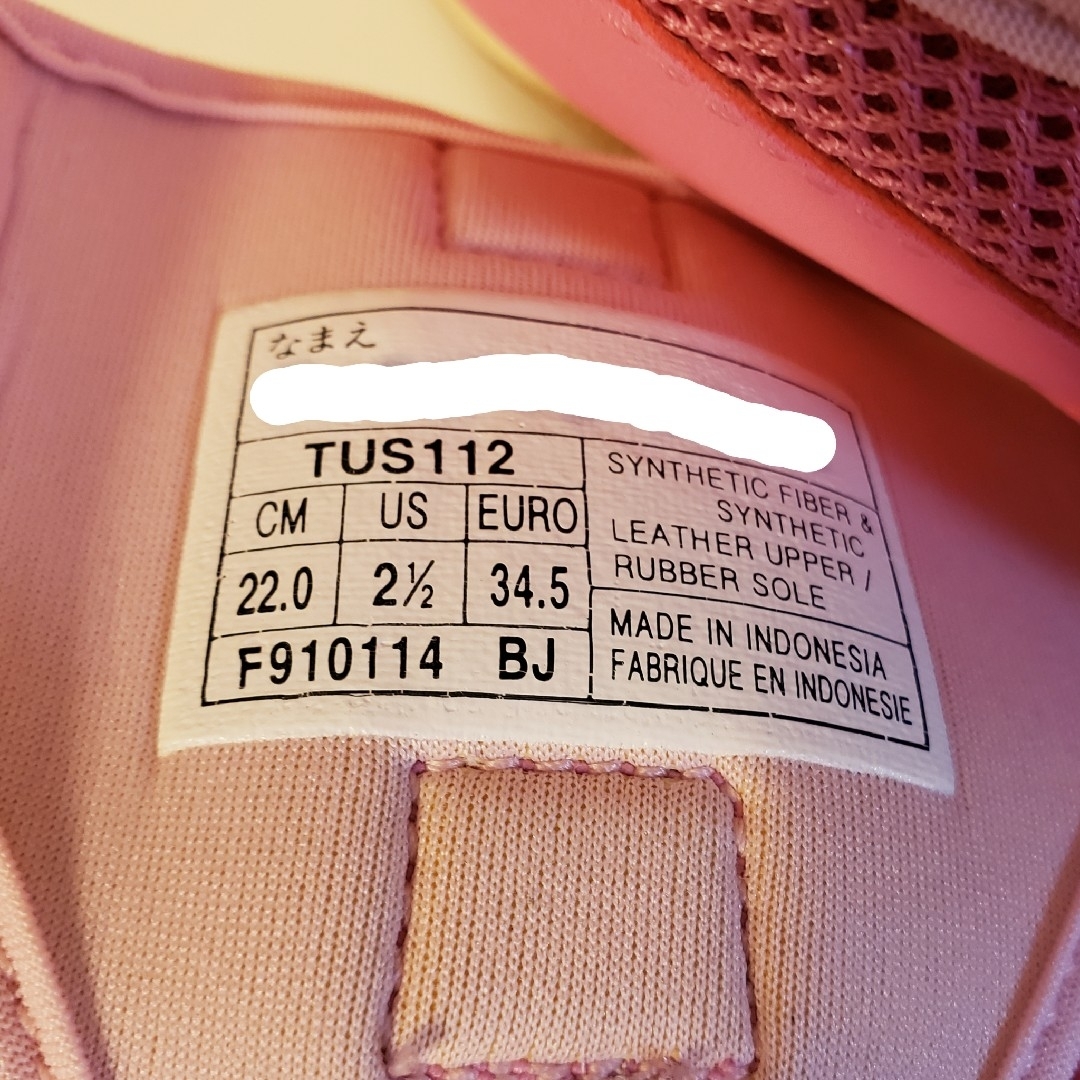 なまえ
TUS112
CM US EURO
22.0 2½ 34.5
F910114 BJ
SYNTHETIC FIBER &
SYNTHETIC
LEATHER UPPER /
RUBBER SOLE
MADE IN INDONESIA
FABRIQUE EN INDONESIE